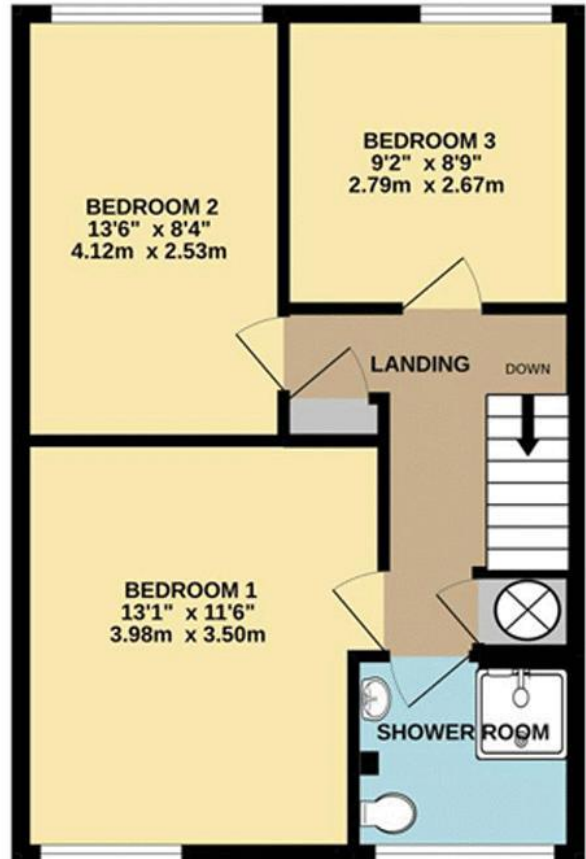 BEDROOM 3
9'2" x 8'9"
2.79m x 2.67m
BEDROOM 2
13'6" x 8'4"
4.12m x 2.53m
LANDING
DOWN
BEDROOM 1
13'1" x 11'6"
3.98m x 3.50m
SHOWER ROOM